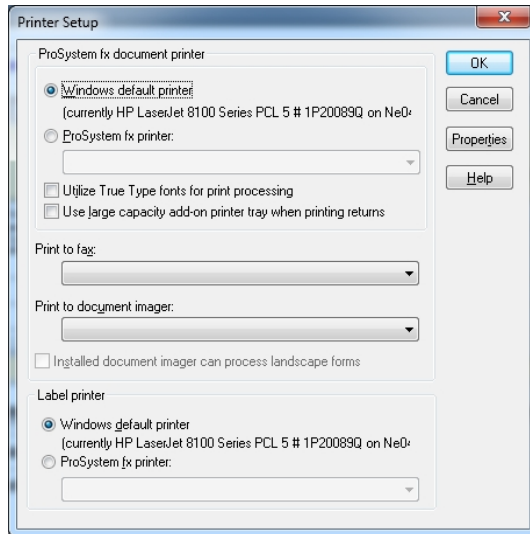 Printer Setup
ProSystem fx document printer
Windows default printer
(currently HP LaserJet 8100 Series PCL 5 # 1P20089Q on Ne04
ProSystem fx printer:
Utilize True Type fonts for print processing
Use large capacity add-on printer tray when printing returns
Print to fax:
Print to document imager:
Installed document imager can process landscape forms
Label printer
Windows default printer
(currently HP LaserJet 8100 Series PCL 5 # 1P20089Q on Ne04
ProSystem fx printer:
OK
Cancel
Properties
Help